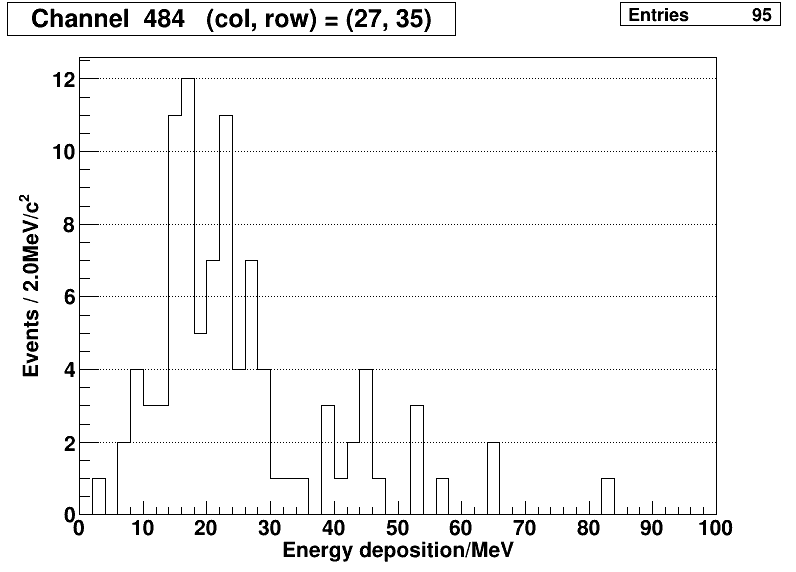 Channel 484 (col, row) = (27, 35)
Entries 95
12
10
8
6
4
2
0
Events / 2.0MeV/c²
0 10 20 30 40 50 60 70 80 90 100
Energy deposition/MeV